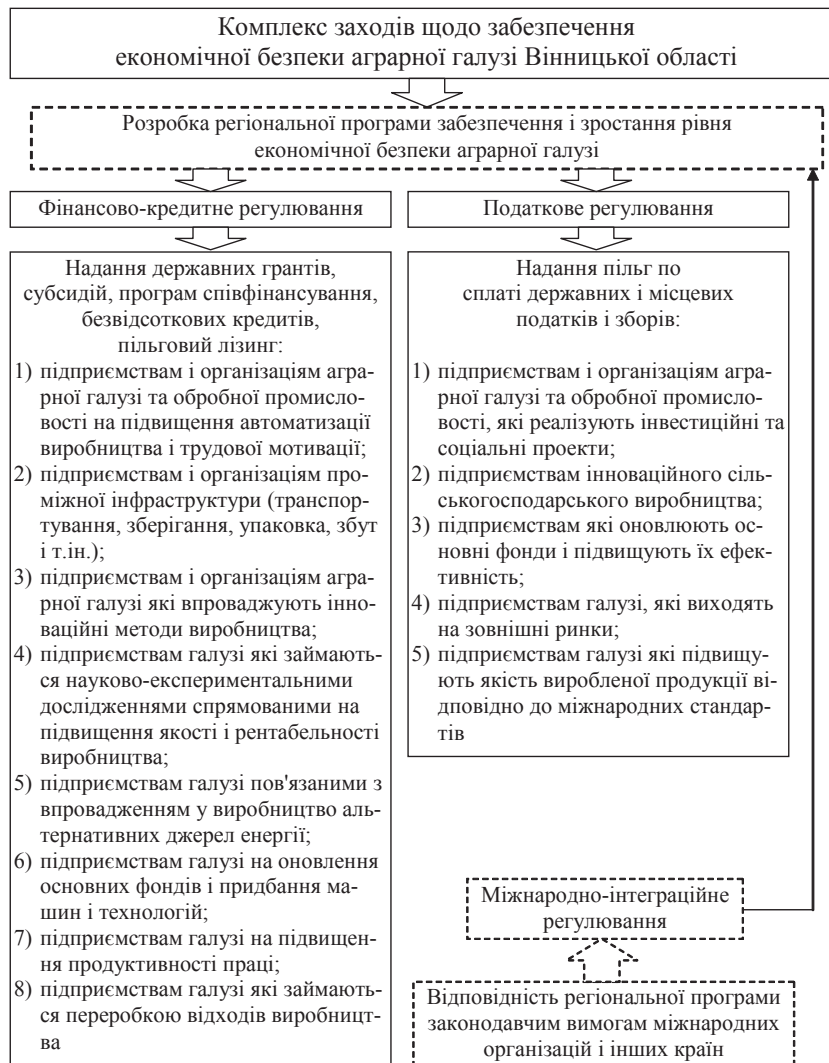 Комплекс заходів щодо забезпечення
економічної безпеки аграрної галузі Вінницької області
Розробка регіональної програми забезпечення і зростання рівня
економічної безпеки аграрної галузі
Фінансово-кредитне регулювання
Надання державних грантів,
субсидій, програм співфінансування,
безвідсоткових кредитів,
пільговий лізинг:
1) підприємствам і організаціям агра-
рної галузі та обробної промисло-
вості на підвищення автоматизації
виробництва і трудової мотивації;
2) підприємствам і організаціям про-
міжної інфраструктури (транспор-
тування, зберігання, упаковка, збут
і т.ін.);
3) підприємствам і організаціям агра-
рної галузі які впроваджують інно-
ваційні методи виробництва;
4) підприємствам галузі які займають-
ся науково-експериментальними
дослідженнями спрямованими на
підвищення якості і рентабельності
виробництва;
5) підприємствам галузі пов'язаними з
впровадженням у виробництво аль-
тернативних джерел енергії;
6) підприємствам галузі на оновлення
основних фондів і придбання ма-
шин і технологій;
7) підприємствам галузі на підвищен-
ня продуктивності праці;
8) підприємствам галузі які займають-
ся переробкою відходів виробницт-
ва
Податкове регулювання
Надання пільг по
сплаті державних і місцевих
податків і зборів:
1) підприємствам і організаціям агра-
рної галузі та обробної промисло-
вості, які реалізують інвестиційні та
соціальні проекти;
2) підприємствам інноваційного сіль-
ськогосподарського виробництва;
3) підприємствам які оновлюють ос-
новні фонди і підвищують їх ефек-
тивність;
4) підприємствам галузі, які виходять
на зовнішні ринки;
5) підприємствам галузі які підвищу-
ють якість виробленої продукції ві-
дповідно до міжнародних стандар-
тів
Міжнародно-інтеграційне
регулювання
Відповідність регіональної програми
законодавчим вимогам міжнародних
організацій і інших країн